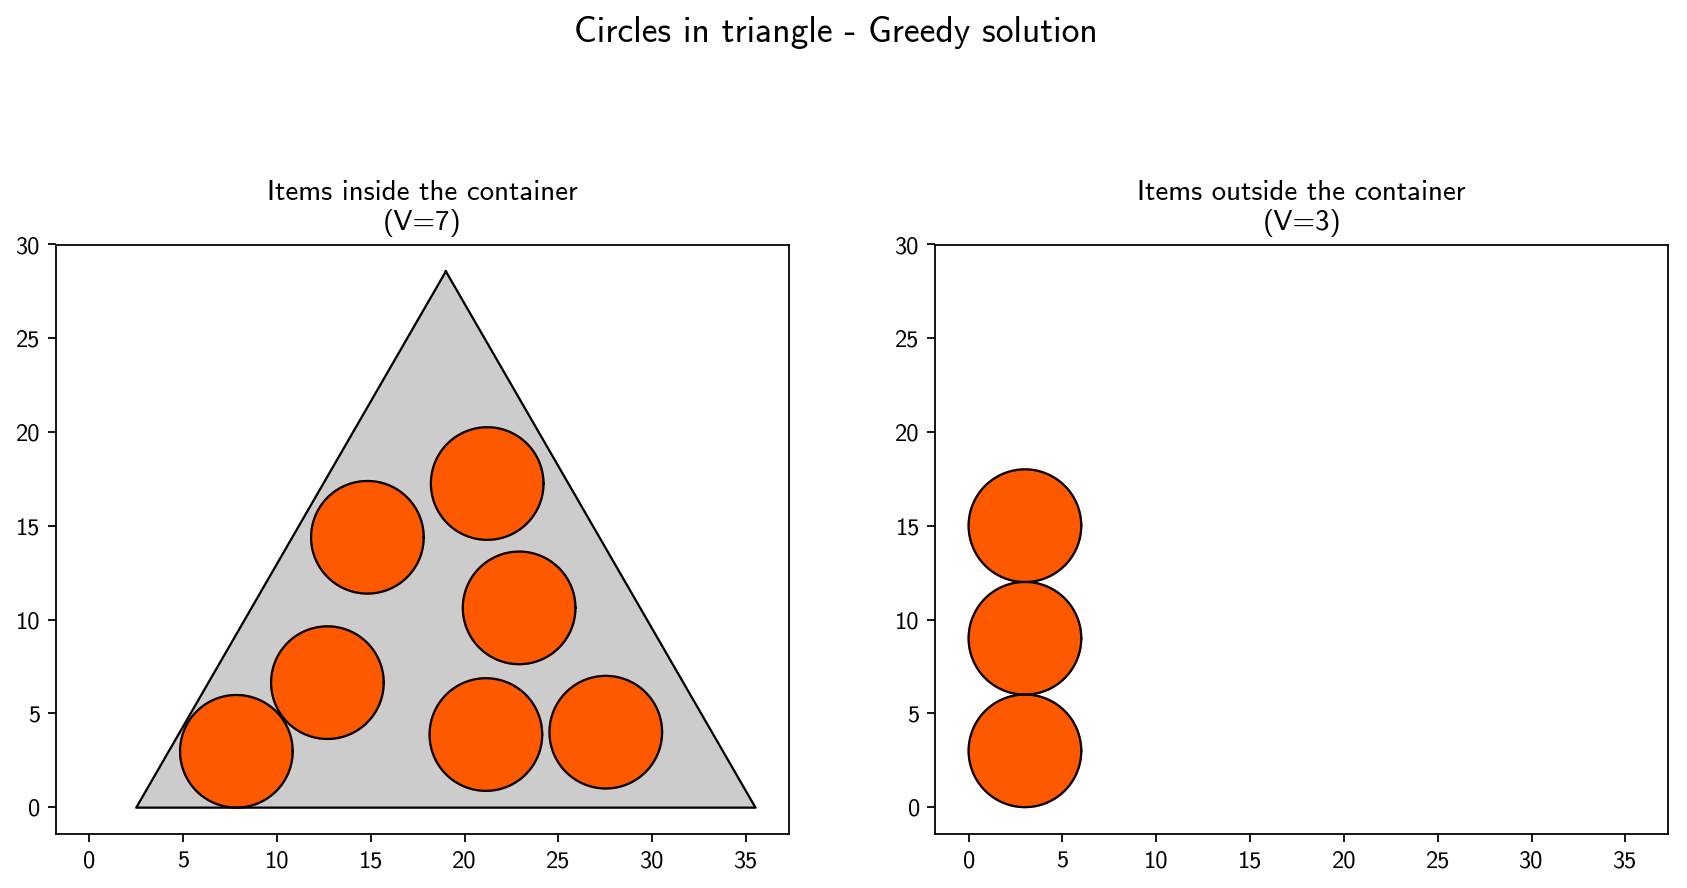 Circles in triangle - Greedy solution
Items inside the container
(V=7)
30
25
20
15
10
5
0
0 5 10 15 20 25 30 35
Items outside the container
(V=3)
30
25
20
15
10
5
0
0 5 10 15 20 25 30 35